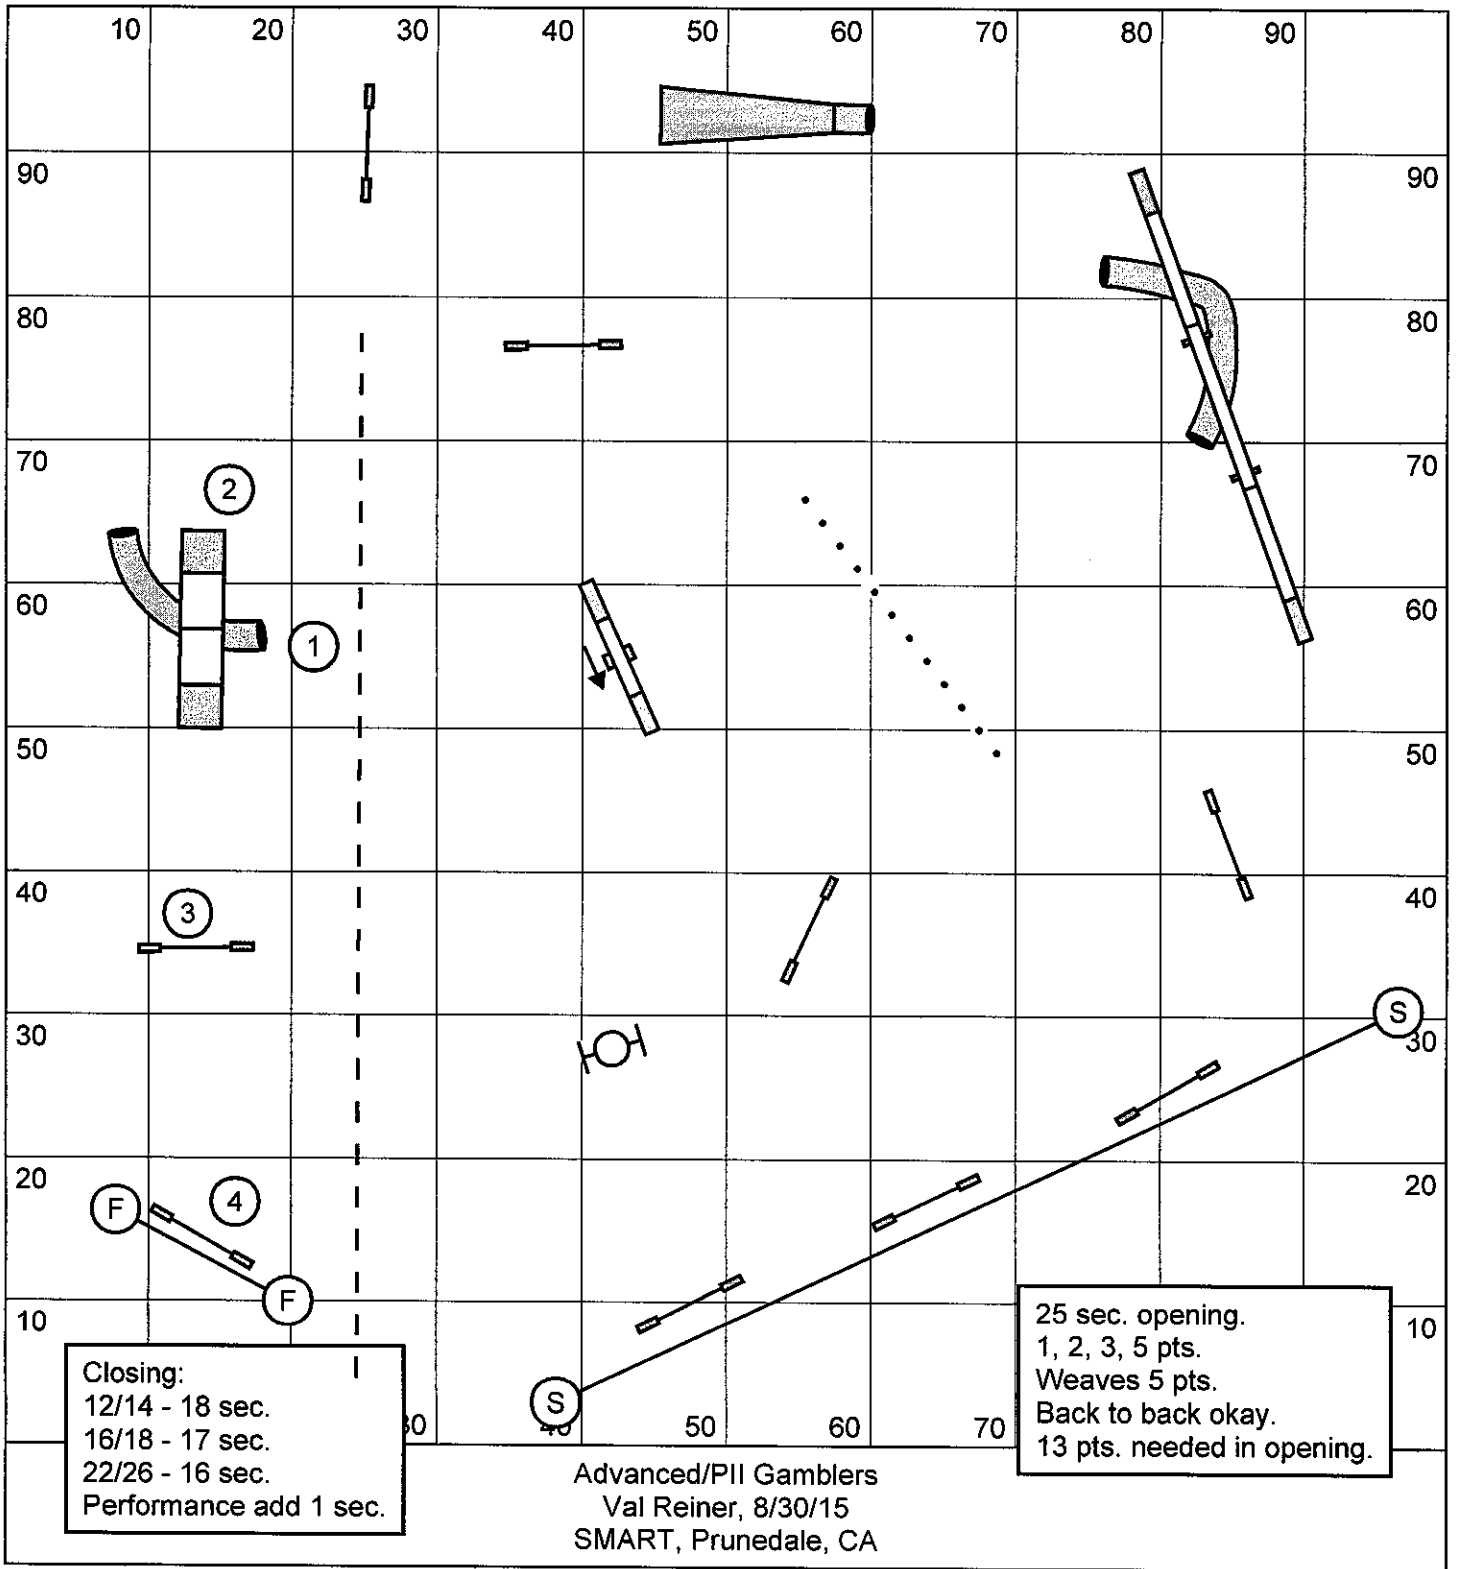 10 20 30 40 50 60 70 80 90
90 90
80 80
2
70 70
1
60 60
50 50
3
40 40
S
30 30
4
F
20 20
F
10 10
S
30 40 50 60 70
Closing:
12/14 - 18 sec.
16/18 - 17 sec.
22/26 - 16 sec.
Performance add 1 sec.
25 sec. opening.
1, 2, 3, 5 pts.
Weaves 5 pts.
Back to back okay.
13 pts. needed in opening.
Advanced/PII Gamblers
Val Reiner, 8/30/15
SMART, Prunedale, CA